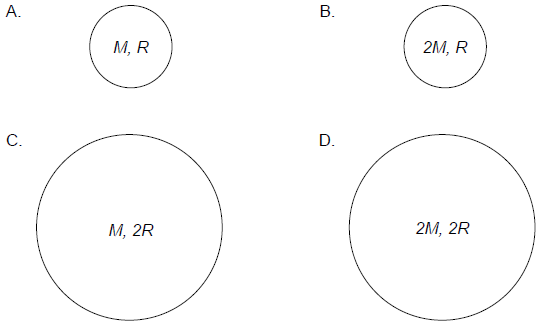 A.
M, R
B.
2M, R
C.
M, 2R
D.
2M, 2R